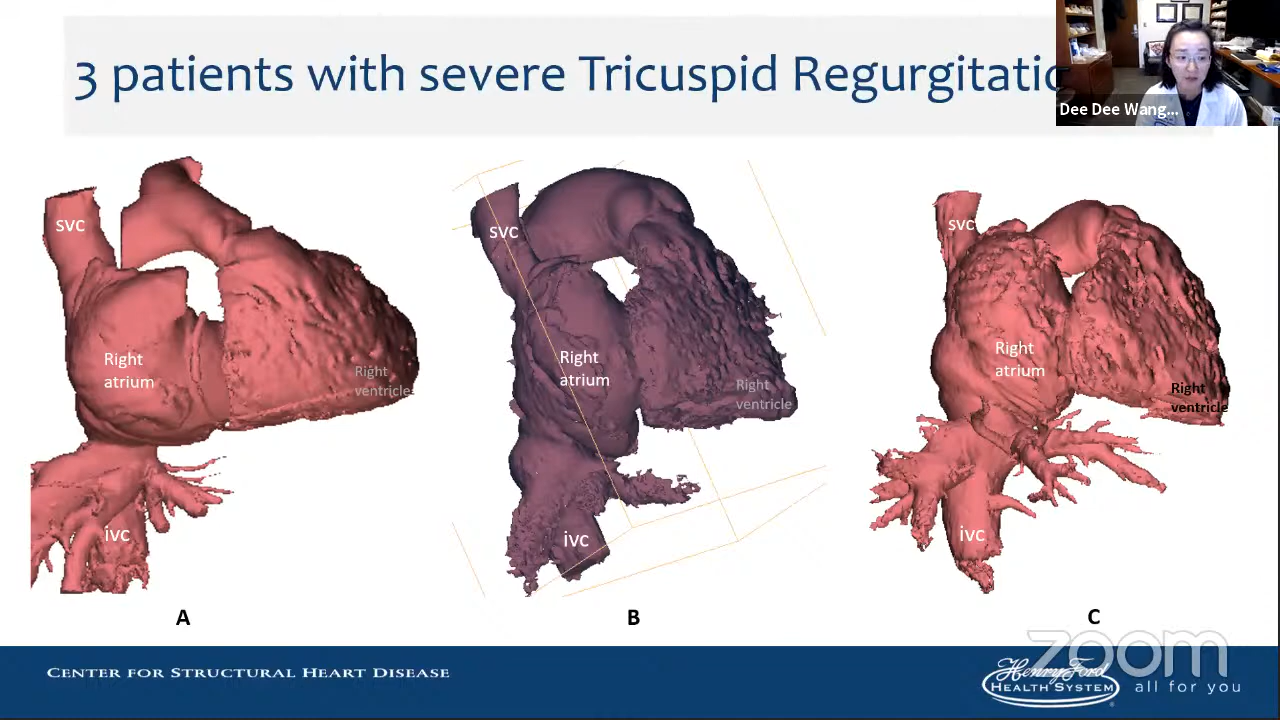 3 patients with severe Tricuspid Regurgitatic
Dee Dee Wang...
svc
Right
atrium
Right
ventricle
ivc
A
svc
Right
atrium
Right
ventricle
ivc
B
svc
Right
atrium
Right
ventricle
ivc
C
zoom
CENTER FOR STRUCTURAL HEART DISEASE
Henry Ford
HEALTH SYSTEM
all for you